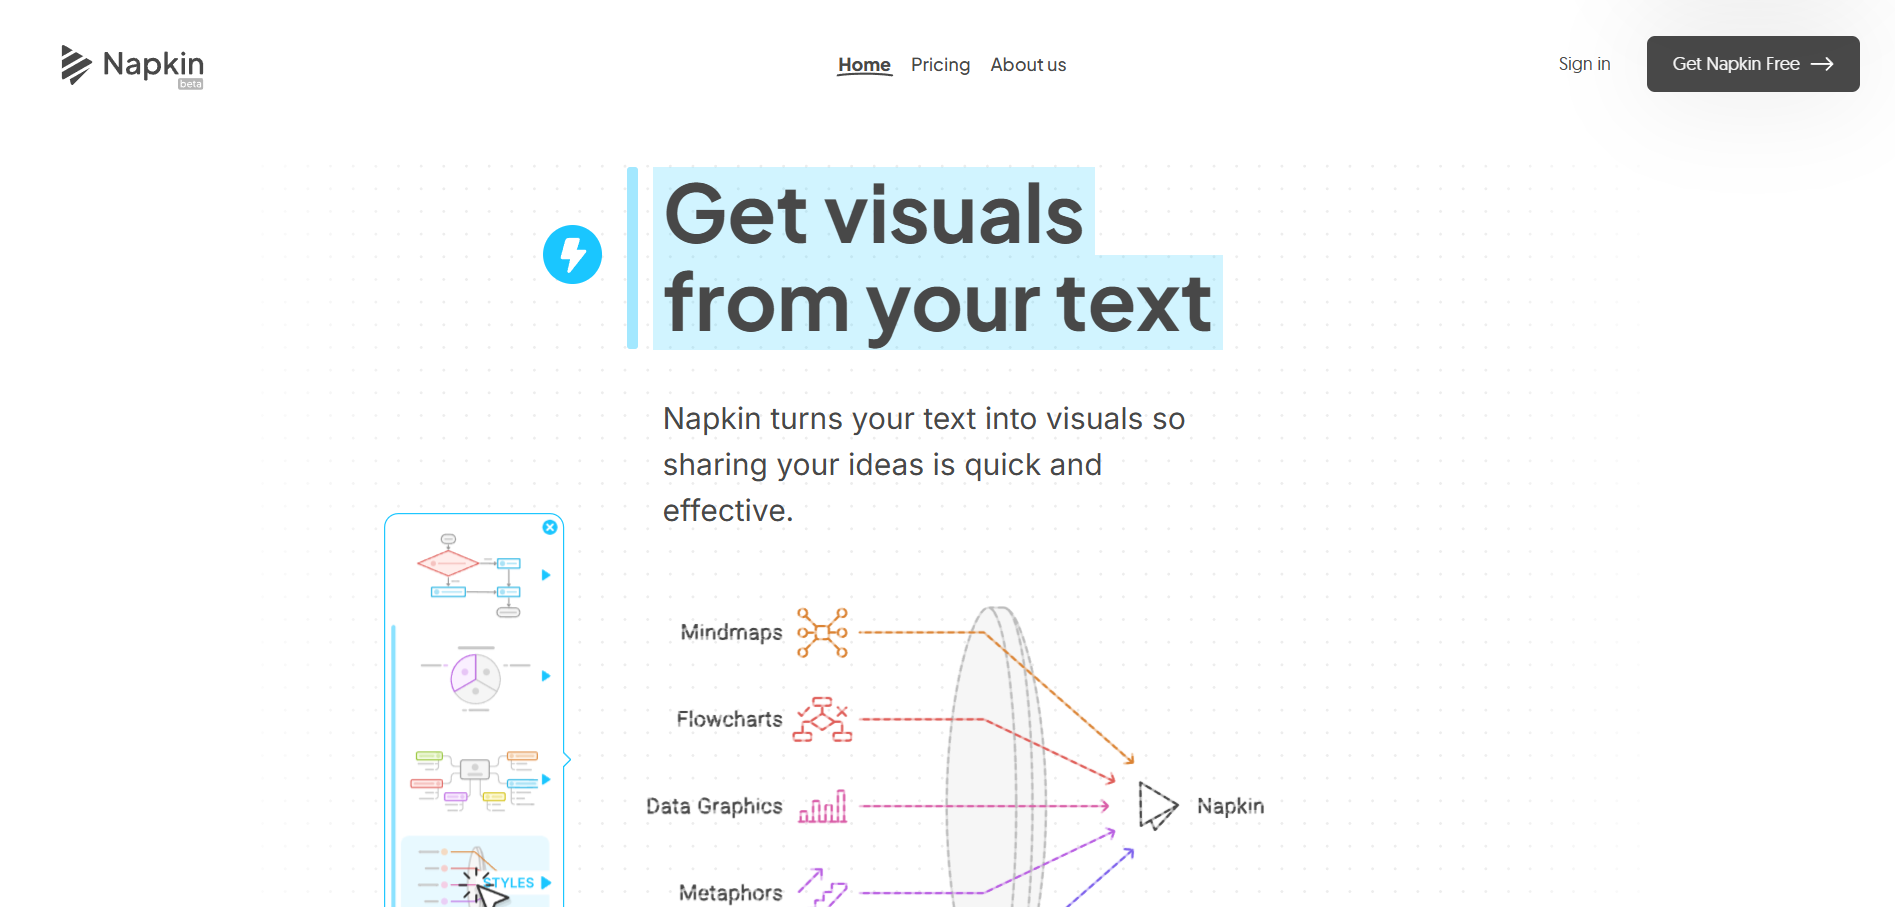 Napkin
beta
Home
Pricing
About us
Sign in
Get Napkin Free
Get visuals
from your text
Napkin turns your text into visuals so
sharing your ideas is quick and
effective.
Mindmaps
Flowcharts
Data Graphics
Napkin
STYLES
Metaphors